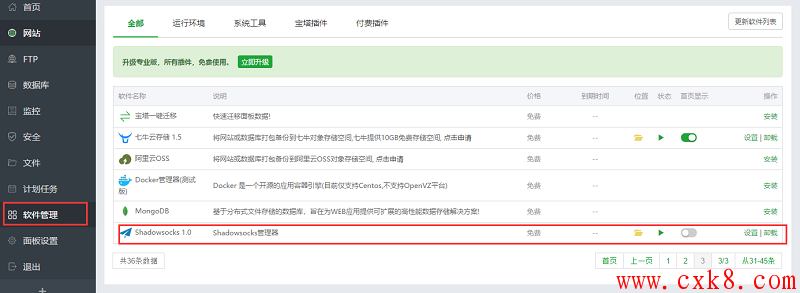 首页
网站
FTP
数据库
监控
安全
文件
计划任务
软件管理
面板设置
退出
全部 运行环境 系统工具 宝塔插件 付费插件 更新软件列表
升级专业版，所有插件，免费使用。 立即升级
软件名称 说明 价格 到期时间 位置 状态 首页显示 操作
宝塔一键迁移 快速迁移面板数据! 免费 -- 安装
七牛云存储 1.5 将网站或数据库打包备份到七牛对象存储空间,七牛提供10GB免费存储空间, 点击申请 免费 -- 设置 | 卸载
阿里云OSS 将网站或数据库打包备份到阿里云OSS对象存储空间, 点击申请 免费 -- 安装
Docker管理器(测试版) Docker 是一个开源的应用容器引擎(目前仅支持Centos,不支持OpenVZ平台) 免费 -- 安装
MongoDB 基于分布式文件存储的数据库，旨在为WEB应用提供可扩展的高性能数据存储解决方案! 免费 -- 安装
Shadowsocks 1.0 Shadowsocks管理器 免费 -- 设置 | 卸载
共36条数据 首页 上一页 1 2 3 3/3 从31-45条
www.cxk8.com